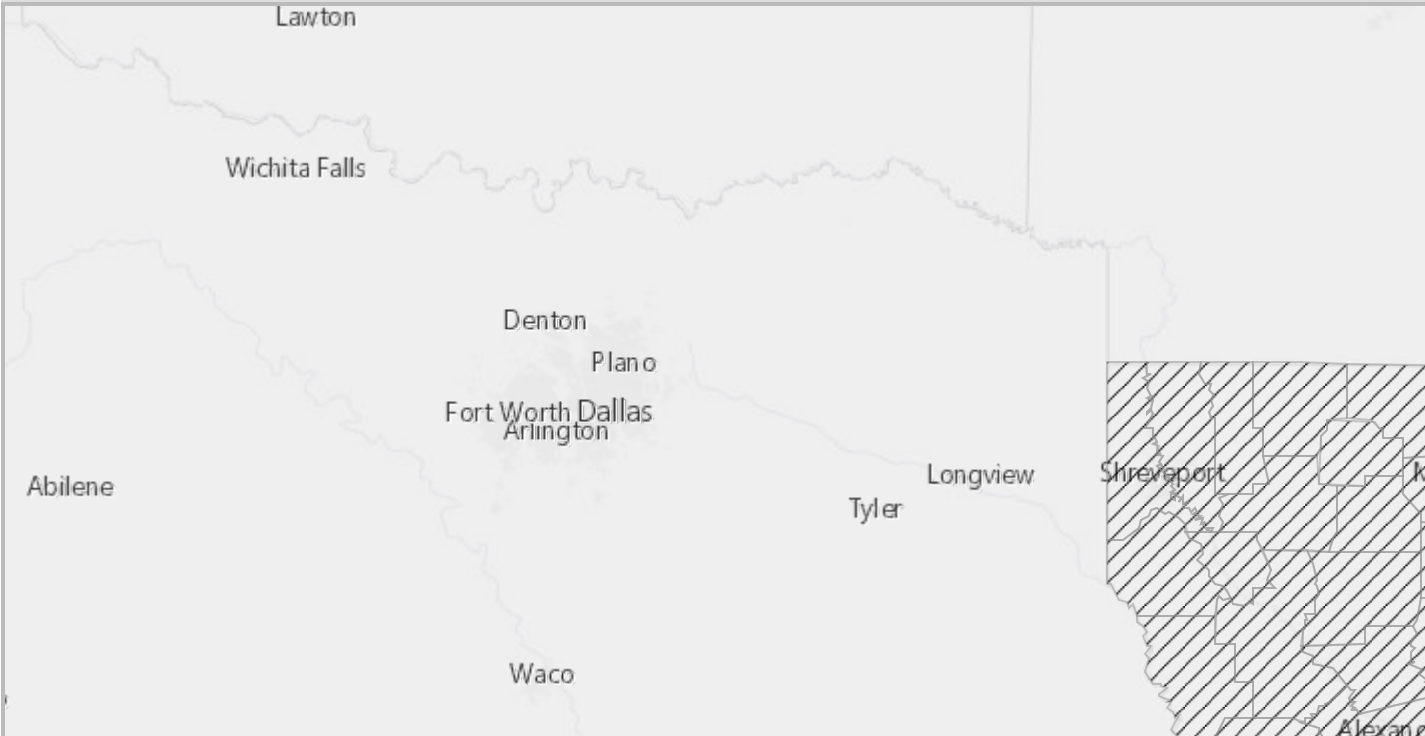 Lawton
Wichita Falls
Denton
Plano
Fort Worth Dallas
Arlington
Abilene
Longview
Shreveport
Tyler
Waco